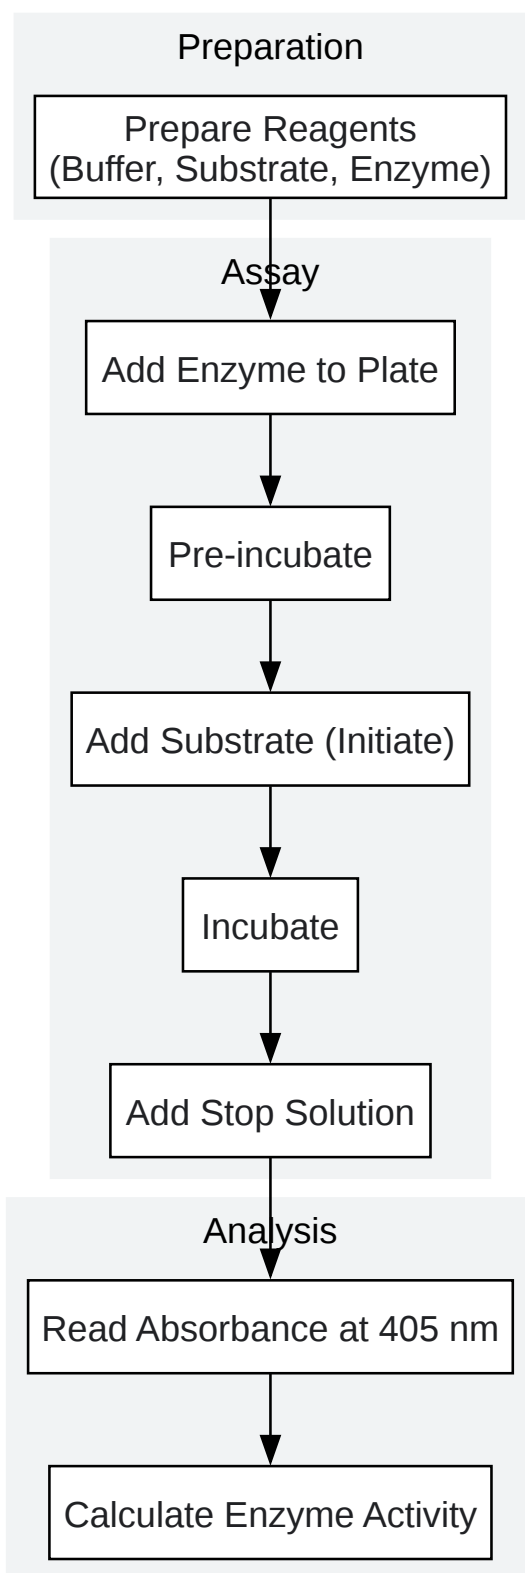 Preparation
Prepare Reagents
(Buffer, Substrate, Enzyme)
Assay
Add Enzyme to Plate
Pre-incubate
Add Substrate (Initiate)
Incubate
Add Stop Solution
Analysis
Read Absorbance at 405 nm
Calculate Enzyme Activity